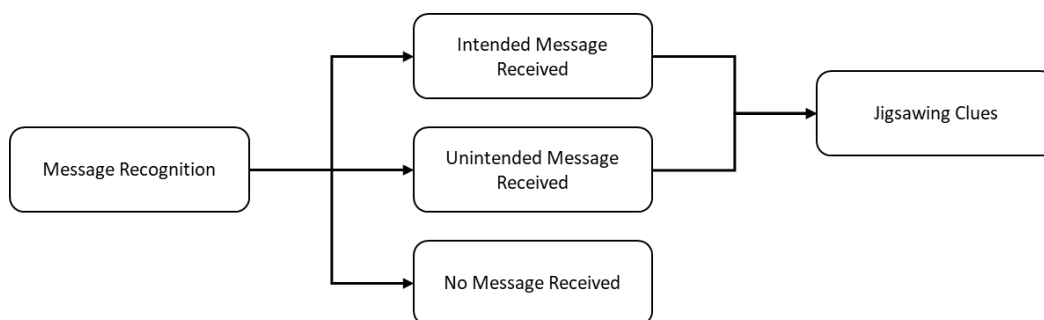 Message Recognition
Intended Message
Received
Unintended Message
Received
No Message Received
Jigsawing Clues